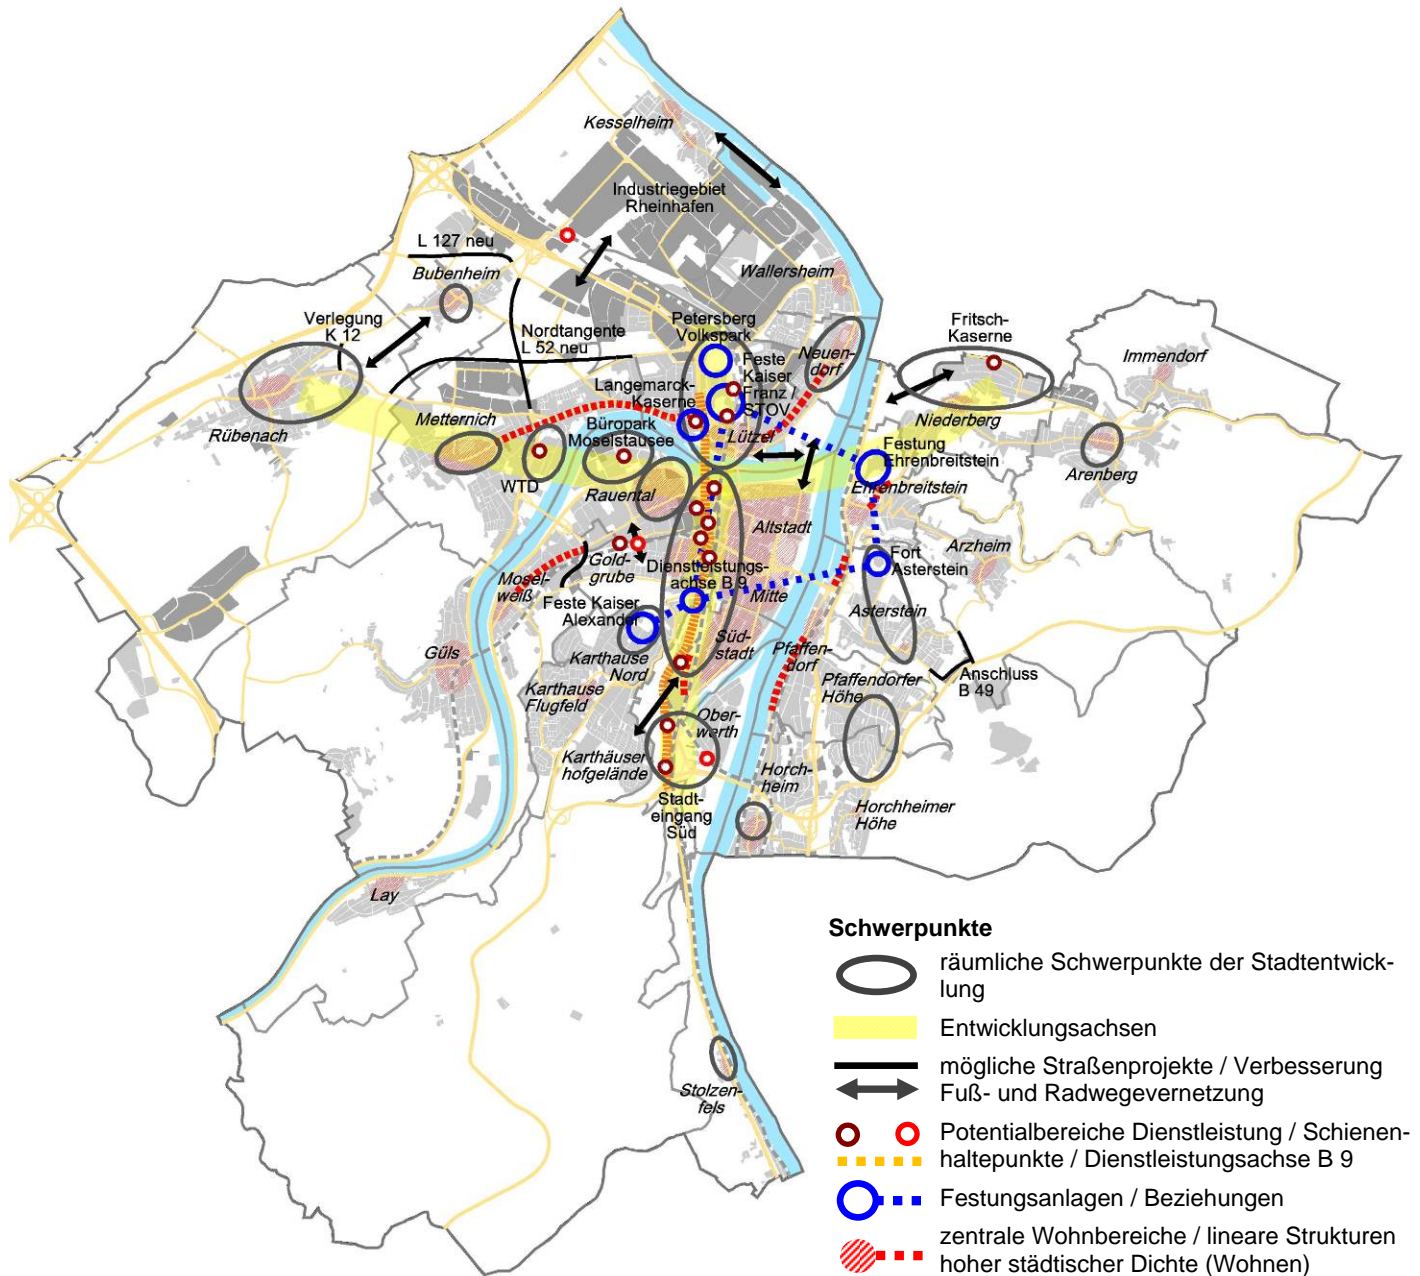 Kesselheim
Industriegebiet
Rheinhafen
L 127 neu
Bubenheim
Wallersheim
Verlegung
K 12
Nordtangente
L 52 neu
Petersberg
Volkspark
Neuen-
dorf
Fritsch-
Kaserne
Immendorf
Feste
Kaiser
Franz /
STOV
Langemarck-
Kaserne
Rübenach
Metternich
Büropark
Moselstausee
Lützel
Niederberg
Festung
Ehrenbreitstein
Arenberg
WTD
Rauental
Ehrenbreitstein
Altstadt
Gold-
grube
Dienstleistungs-
achse B 9
Fort
Asterstein
Arzheim
Mosel-
weiß
Feste Kaiser
Alexander
Mitte
Asterstein
Güls
Karthause
Nord
Süd-
stadt
Pfaffen-
dorf
Pfaffendorfer
Höhe
Anschluss
B 49
Karthause
Flugfeld
Ober-
werth
Karthäuser
hofgelände
Horch-
heim
Stadt-
eingang
Süd
Horchheimer
Höhe
Lay
Stolzen-
fels
Schwerpunkte
räumliche Schwerpunkte der Stadtentwick-
lung
Entwicklungsachsen
mögliche Straßenprojekte / Verbesserung
Fuß- und Radwegevernetzung
Potentialbereiche Dienstleistung / Schienen-
haltepunkte / Dienstleistungsachse B 9
Festungsanlagen / Beziehungen
zentrale Wohnbereiche / lineare Strukturen
hoher städtischer Dichte (Wohnen)